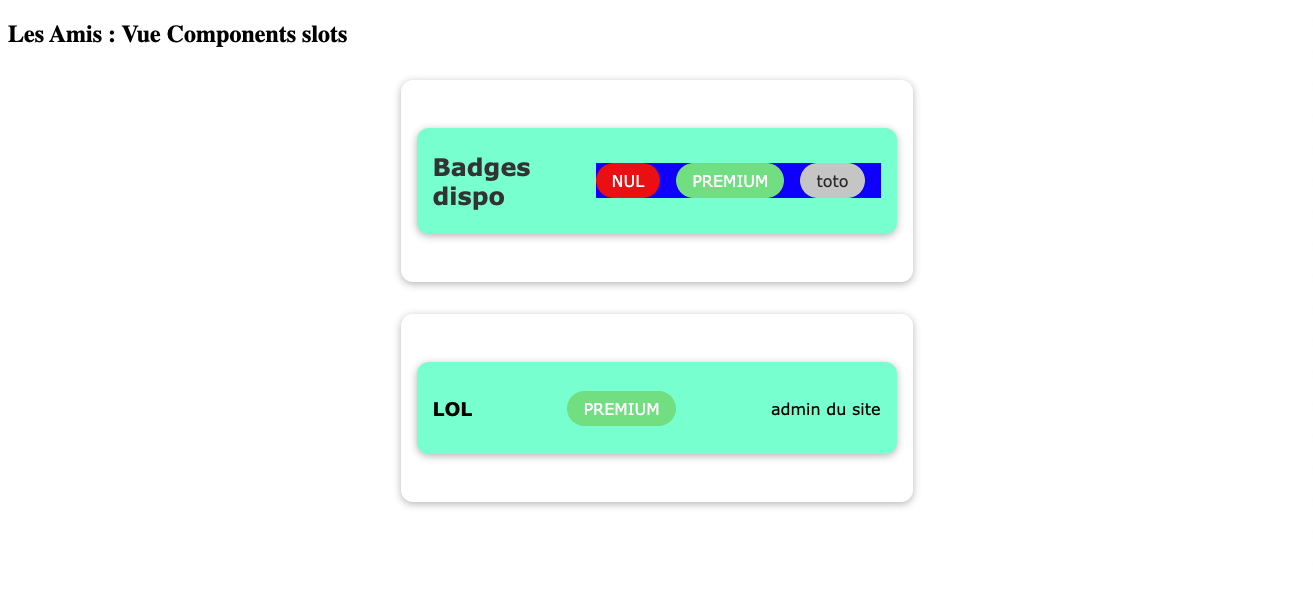 Les Amis : Vue Components slots
Badges
dispo
NUL
PREMIUM
toto
LOL
PREMIUM
admin du site